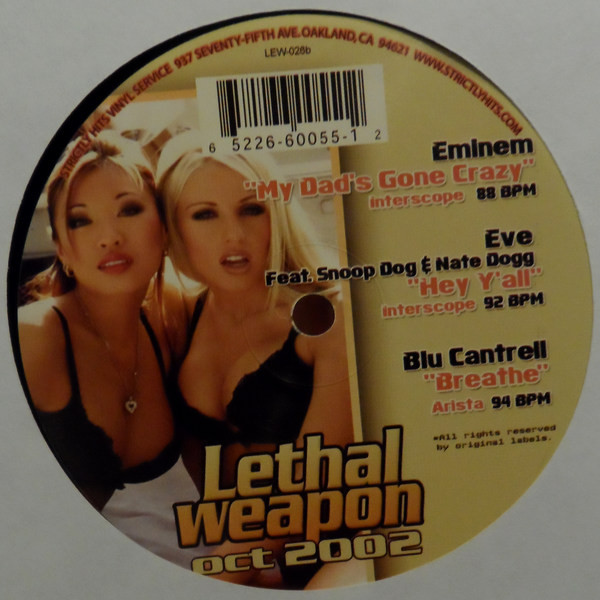 STRICTLY HITS VINYL SERVICE 937 SEVENTY-FIFTH AVE. OAKLAND, CA 94621 WWW.STRICTLYHITS.COM
LEW-026b
6 5226-60055-1 2
Eminem
"My Dad's Gone Crazy"
interscope 88 BPM
Eve
Feat. Snoop Dog & Nate Dogg
"Hey Y'all"
interscope 92 BPM
Blu Cantrell
"Breathe"
Arista 94 BPM
*All rights reserved
by original labels.
Lethal
weapon
oct 2002